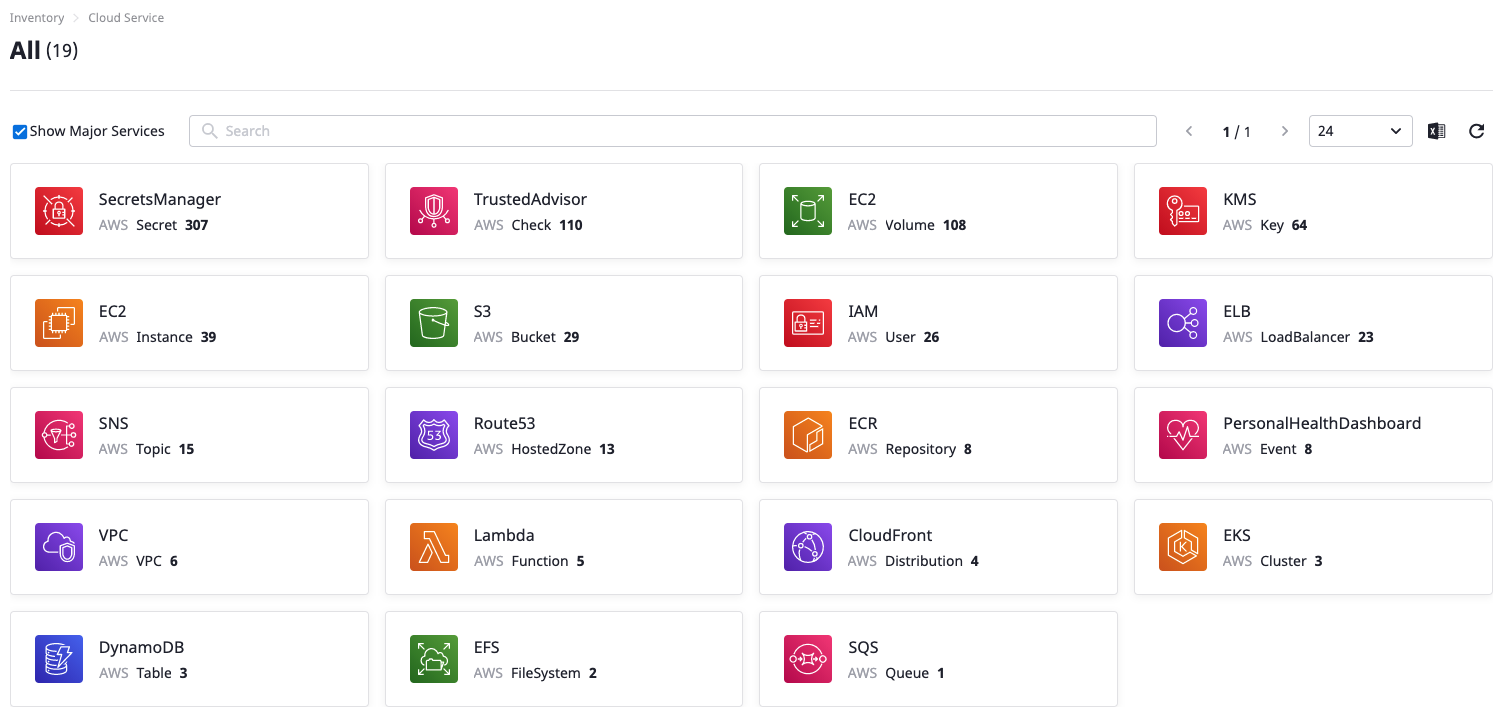 Inventory > Cloud Service
All (19)
Show Major Services Search 1 / 1 24
SecretsManager
AWS Secret 307
TrustedAdvisor
AWS Check 110
EC2
AWS Volume 108
KMS
AWS Key 64
EC2
AWS Instance 39
S3
AWS Bucket 29
IAM
AWS User 26
ELB
AWS LoadBalancer 23
SNS
AWS Topic 15
53
Route53
AWS HostedZone 13
ECR
AWS Repository 8
PersonalHealthDashboard
AWS Event 8
VPC
AWS VPC 6
Lambda
AWS Function 5
CloudFront
AWS Distribution 4
K
EKS
AWS Cluster 3
DynamoDB
AWS Table 3
EFS
AWS FileSystem 2
SQS
AWS Queue 1